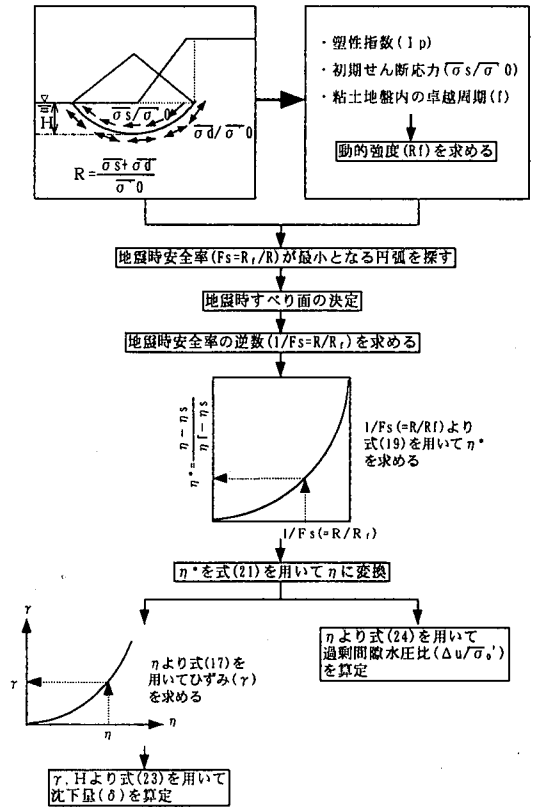 ▽
H
σs/σ 0
σd/σ 0
R=(σs+σd)/σ 0
・塑性指数(Ip)
・初期せん断応力(σs/σ 0)
・粘土地盤内の卓越周期(f)
動的強度(Rf)を求める
地震時安全率(Fs=Rf/R)が最小となる円弧を探す
地震時すべり面の決定
地震時安全率の逆数(1/Fs=R/Rf)を求める
η*=(η-ηs)/(ηf-ηs)
1/Fs(=R/Rf)より
式(19)を用いてη*
を求める
1/Fs(=R/Rf)
η*を式(21)を用いてηに変換
γ
γ
η
η
ηより式(17)を
用いてひずみ(γ)
を求める
ηより式(24)を用いて
過剰間隙水圧比(Δu/σ0')
を算定
γ,Hより式(23)を用いて
沈下量(δ)を算定